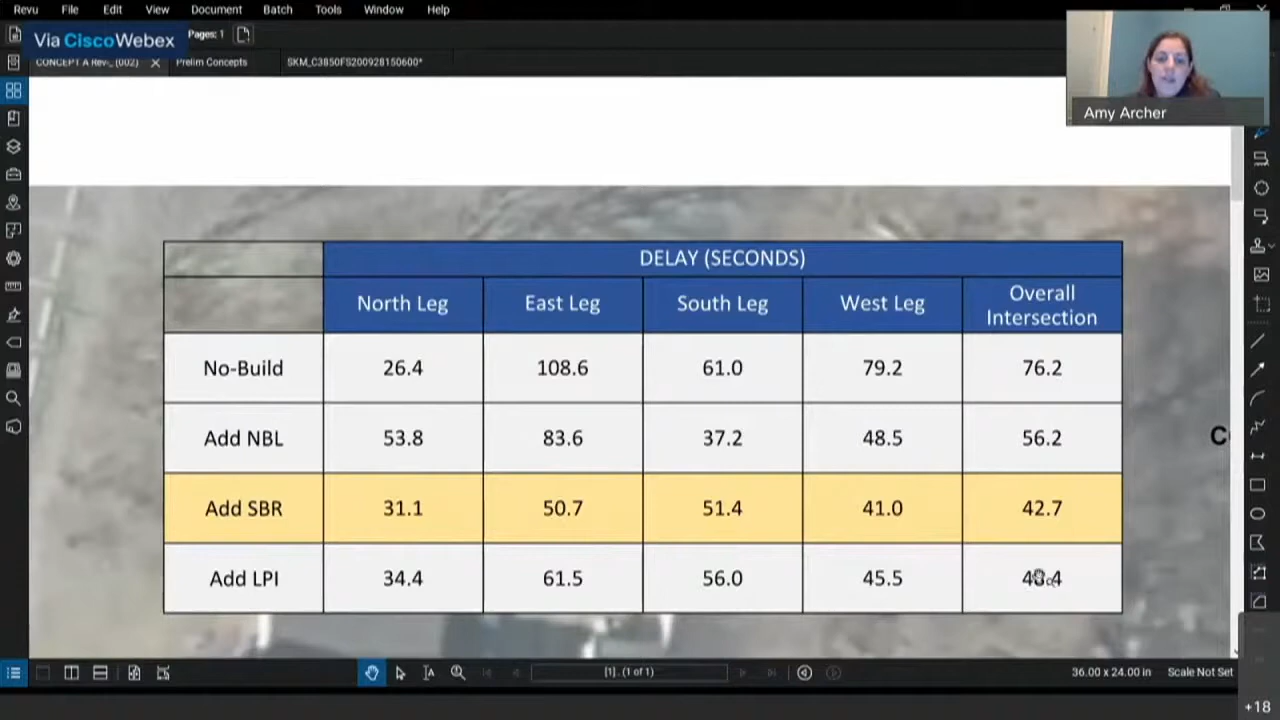 Revu File Edit View Document Batch Tools Window Help
Via Cisco Webex
Pages: 1
CONCEPT A Rev-_ (002) Prelim Concepts SKM_C3850FS200928150600*
Amy Archer
DELAY (SECONDS)
North Leg East Leg South Leg West Leg Overall Intersection
No-Build 26.4 108.6 61.0 79.2 76.2
Add NBL 53.8 83.6 37.2 48.5 56.2
Add SBR 31.1 50.7 51.4 41.0 42.7
Add LPI 34.4 61.5 56.0 45.5
[1]. (1 of 1)
36.00 x 24.00 in Scale Not Set
+18